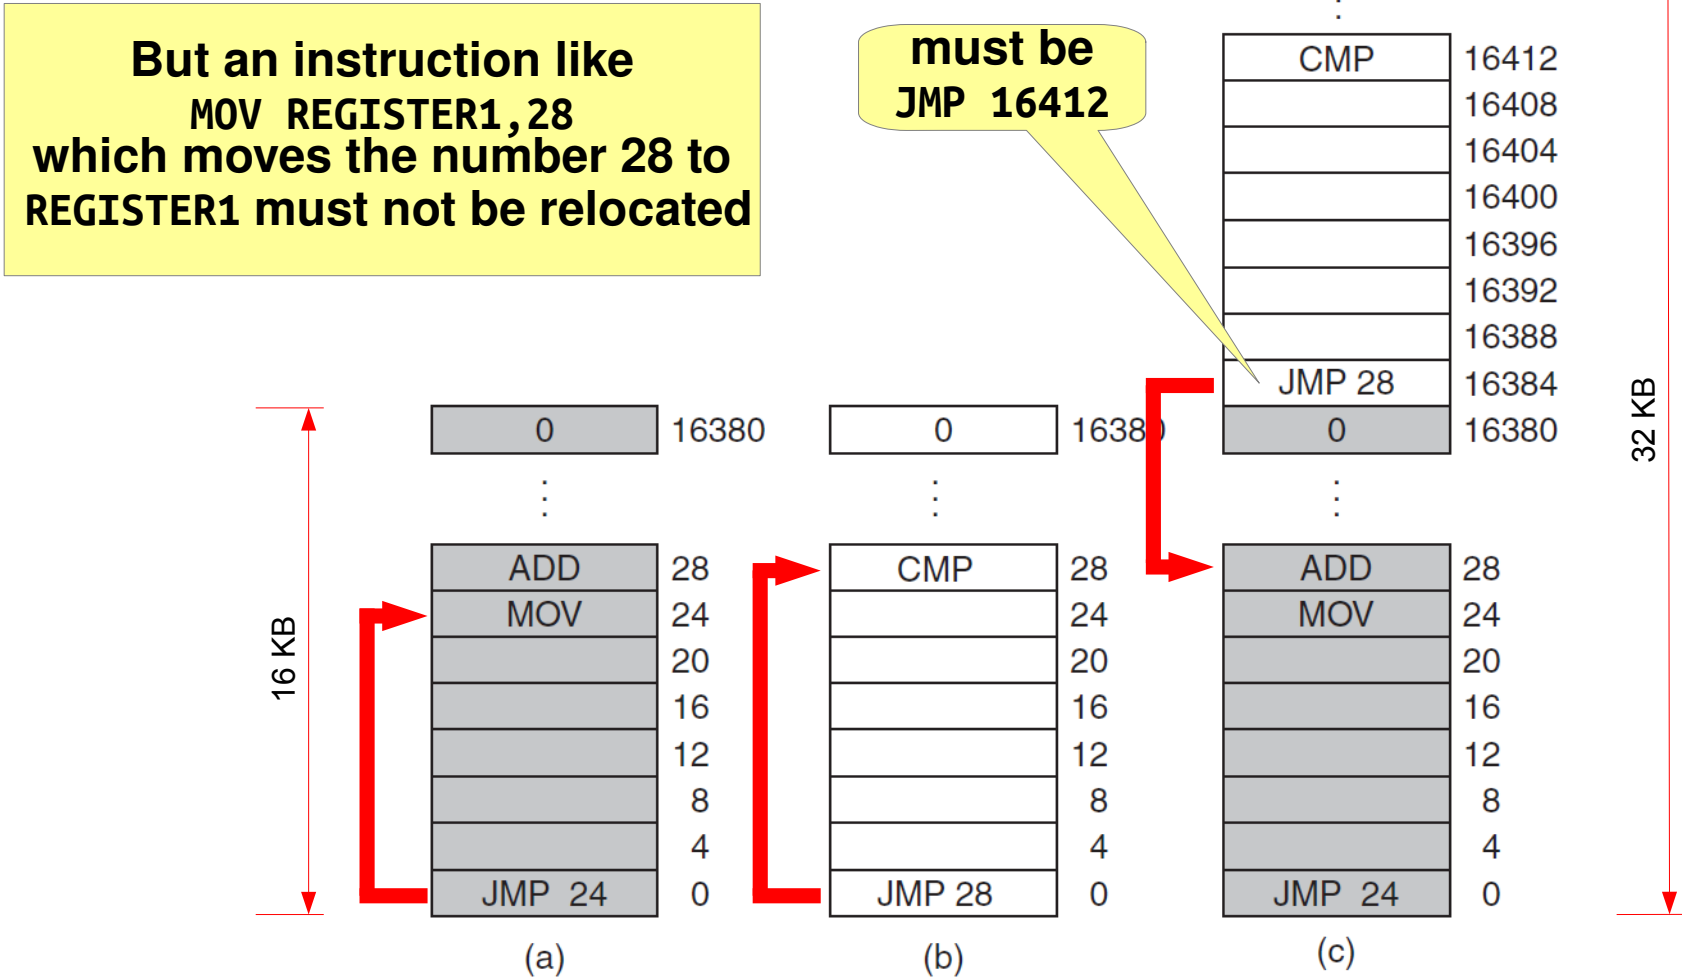 But an instruction like
MOV REGISTER1,28
which moves the number 28 to
REGISTER1 must not be relocated
must be
JMP 16412
CMP 16412
16408
16404
16400
16396
16392
16388
JMP 28 16384
0 16380
0 16380
0 16380
⋮
⋮
⋮
⋮
16 KB
32 KB
ADD 28
MOV 24
20
16
12
8
4
JMP 24 0
(a)
CMP 28
24
20
16
12
8
4
JMP 28 0
(b)
ADD 28
MOV 24
20
16
12
8
4
JMP 24 0
(c)